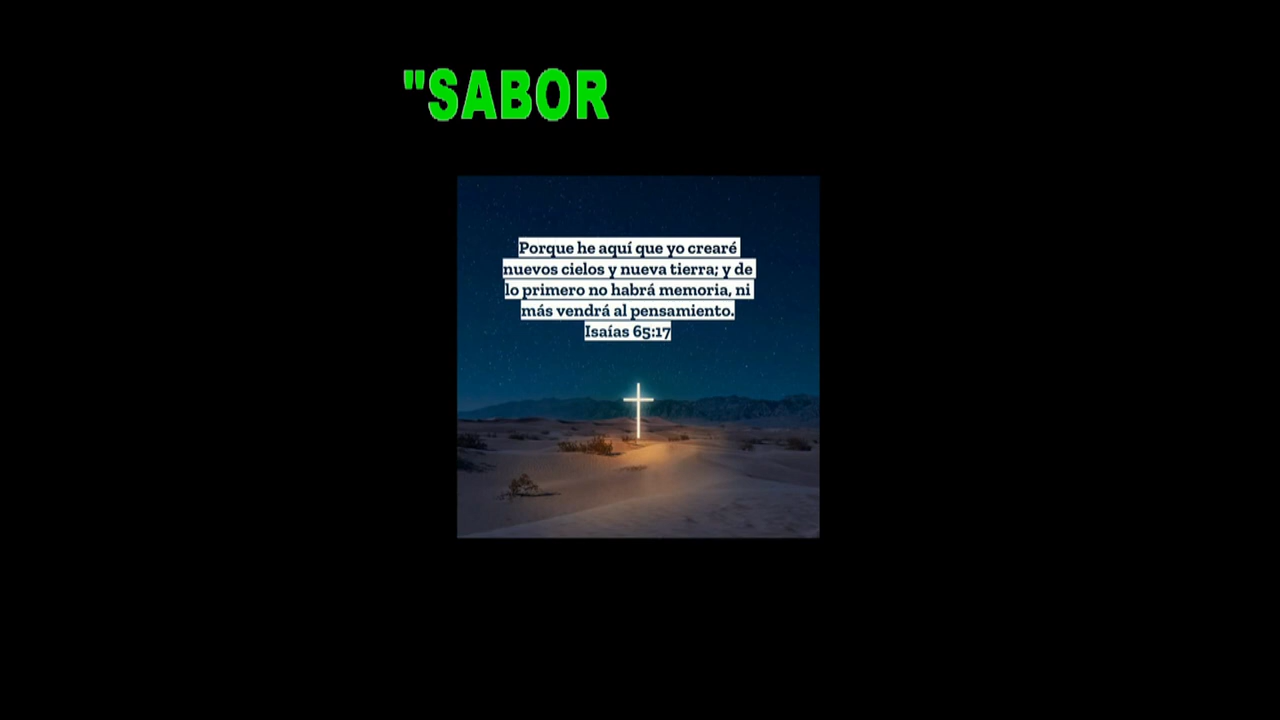 "SABOR
Porque he aquí que yo crearé
nuevos cielos y nueva tierra; y de
lo primero no habrá memoria, ni
más vendrá al pensamiento.
Isaías 65:17